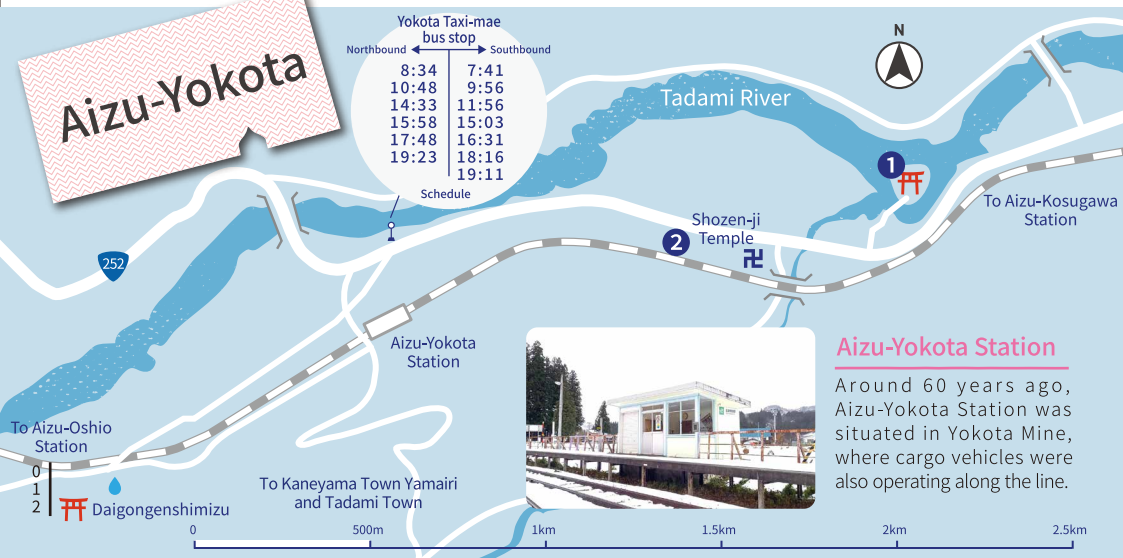 Aizu-Yokota
Yokota Taxi-mae
bus stop
Northbound
Southbound
8:34 7:41
10:48 9:56
14:33 11:56
15:58 15:03
17:48 16:31
19:23 18:16
19:11
Schedule
N
Tadami River
1
To Aizu-Kosugawa
Station
Shozen-ji
Temple
2
252
Aizu-Yokota
Station
To Aizu-Oshio
Station
0
1
2
Daigongenshimizu
To Kaneyama Town Yamairi
and Tadami Town
Aizu-Yokota Station
Around 60 years ago,
Aizu-Yokota Station was
situated in Yokota Mine,
where cargo vehicles were
also operating along the line.
0 500m 1km 1.5km 2km 2.5km